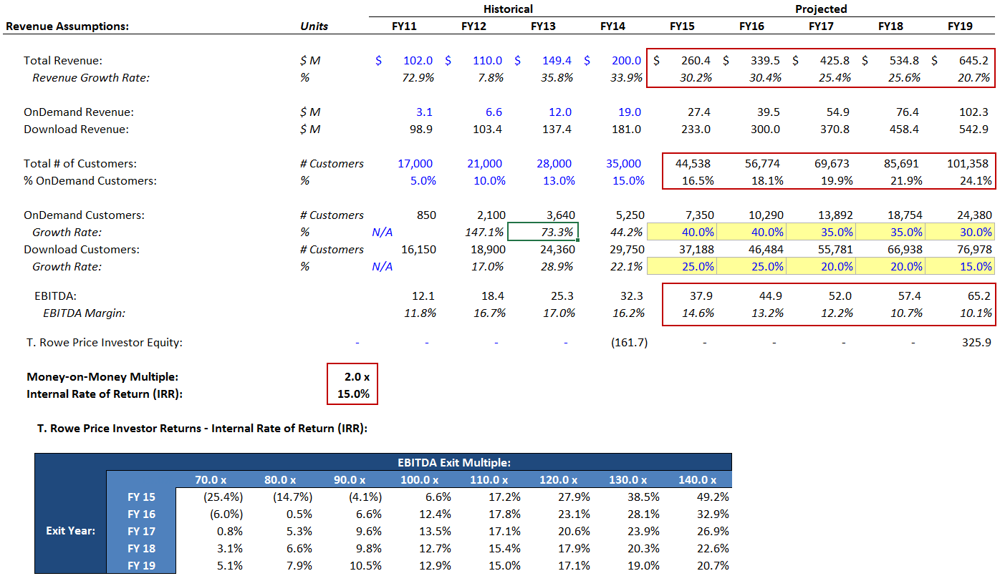 Historical Projected
Revenue Assumptions: Units FY11 FY12 FY13 FY14 FY15 FY16 FY17 FY18 FY19
Total Revenue: $ M $ 102.0 $ 110.0 $ 149.4 $ 200.0 $ 260.4 $ 339.5 $ 425.8 $ 534.8 $ 645.2
Revenue Growth Rate: % 72.9% 7.8% 35.8% 33.9% 30.2% 30.4% 25.4% 25.6% 20.7%
OnDemand Revenue: $ M 3.1 6.6 12.0 19.0 27.4 39.5 54.9 76.4 102.3
Download Revenue: $ M 98.9 103.4 137.4 181.0 233.0 300.0 370.8 458.4 542.9
Total # of Customers: # Customers 17,000 21,000 28,000 35,000 44,538 56,774 69,673 85,691 101,358
% OnDemand Customers: % 5.0% 10.0% 13.0% 15.0% 16.5% 18.1% 19.9% 21.9% 24.1%
OnDemand Customers: # Customers 850 2,100 3,640 5,250 7,350 10,290 13,892 18,754 24,380
Growth Rate: % N/A 147.1% 73.3% 44.2% 40.0% 40.0% 35.0% 35.0% 30.0%
Download Customers: # Customers 16,150 18,900 24,360 29,750 37,188 46,484 55,781 66,938 76,978
Growth Rate: % N/A 17.0% 28.9% 22.1% 25.0% 25.0% 20.0% 20.0% 15.0%
EBITDA: 12.1 18.4 25.3 32.3 37.9 44.9 52.0 57.4 65.2
EBITDA Margin: 11.8% 16.7% 17.0% 16.2% 14.6% 13.2% 12.2% 10.7% 10.1%
T. Rowe Price Investor Equity: - - - - (161.7) - - - - 325.9
Money-on-Money Multiple: 2.0 x
Internal Rate of Return (IRR): 15.0%
T. Rowe Price Investor Returns - Internal Rate of Return (IRR):
EBITDA Exit Multiple:
70.0 x 80.0 x 90.0 x 100.0 x 110.0 x 120.0 x 130.0 x 140.0 x
FY 15 (25.4%) (14.7%) (4.1%) 6.6% 17.2% 27.9% 38.5% 49.2%
FY 16 (6.0%) 0.5% 6.6% 12.4% 17.8% 23.1% 28.1% 32.9%
Exit Year: FY 17 0.8% 5.3% 9.6% 13.5% 17.1% 20.6% 23.9% 26.9%
FY 18 3.1% 6.6% 9.8% 12.7% 15.4% 17.9% 20.3% 22.6%
FY 19 5.1% 7.9% 10.5% 12.9% 15.0% 17.1% 19.0% 20.7%